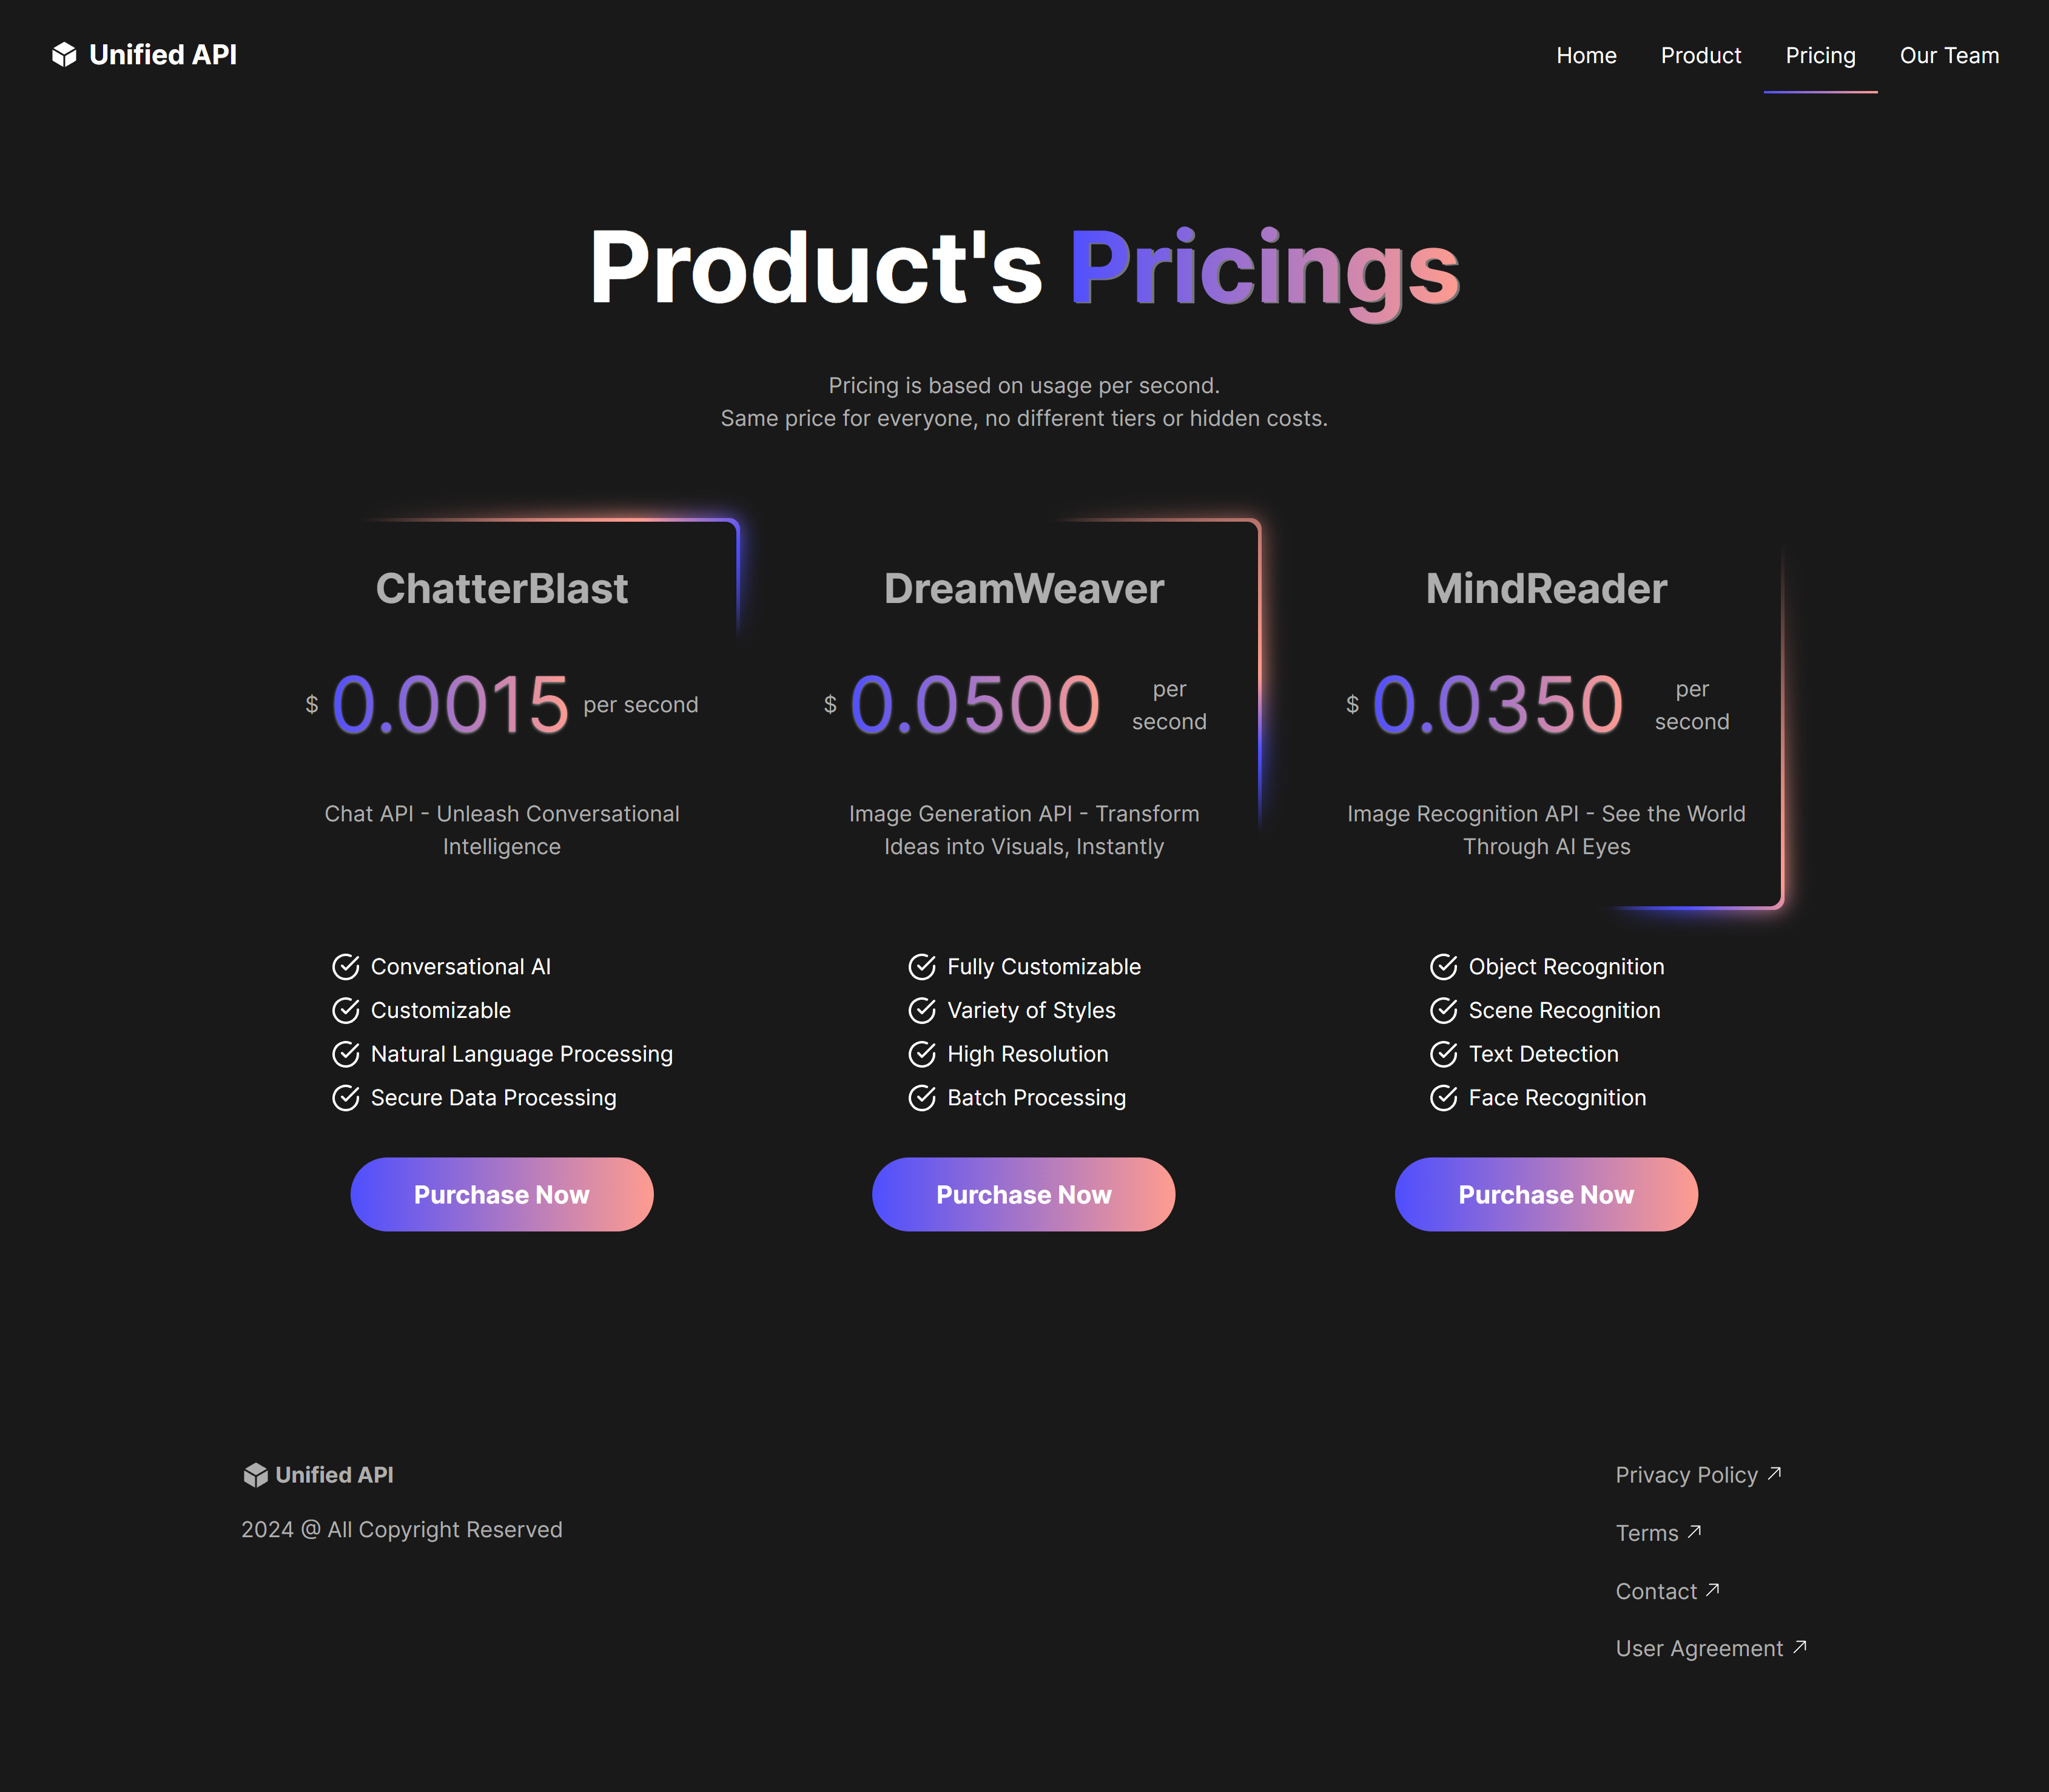 Unified API
Home Product Pricing Our Team
Product's Pricings
Pricing is based on usage per second.
Same price for everyone, no different tiers or hidden costs.
ChatterBlast
$ 0.0015 per second
Chat API - Unleash Conversational
Intelligence
Conversational AI
Customizable
Natural Language Processing
Secure Data Processing
Purchase Now
DreamWeaver
$ 0.0500 per
second
Image Generation API - Transform
Ideas into Visuals, Instantly
Fully Customizable
Variety of Styles
High Resolution
Batch Processing
Purchase Now
MindReader
$ 0.0350 per
second
Image Recognition API - See the World
Through AI Eyes
Object Recognition
Scene Recognition
Text Detection
Face Recognition
Purchase Now
Unified API
2024 @ All Copyright Reserved
Privacy Policy
Terms
Contact
User Agreement